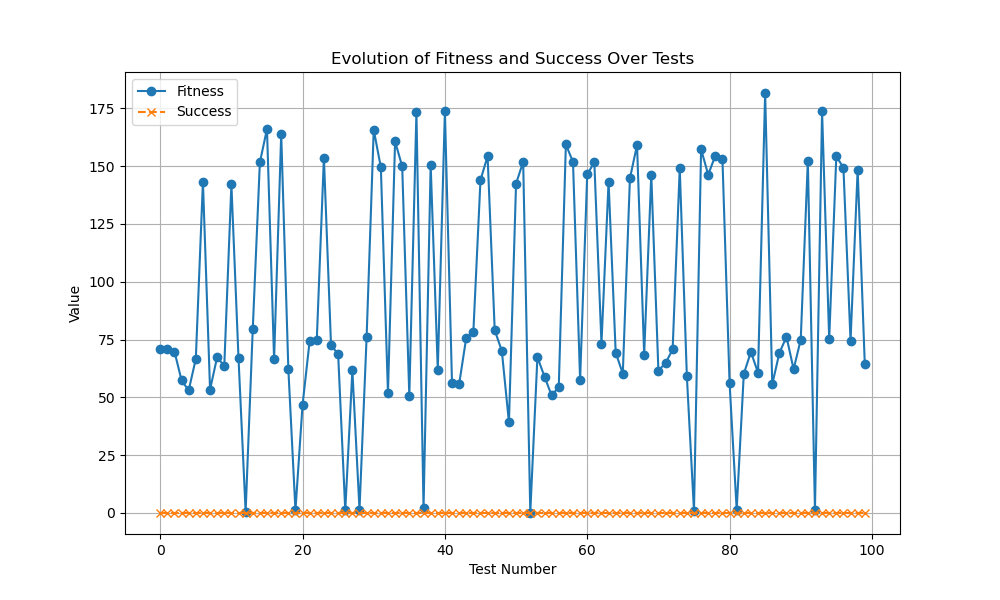 Evolution of Fitness and Success Over Tests
Fitness
Success
175
150
125
100
75
50
25
0
Value
0 20 40 60 80 100
Test Number